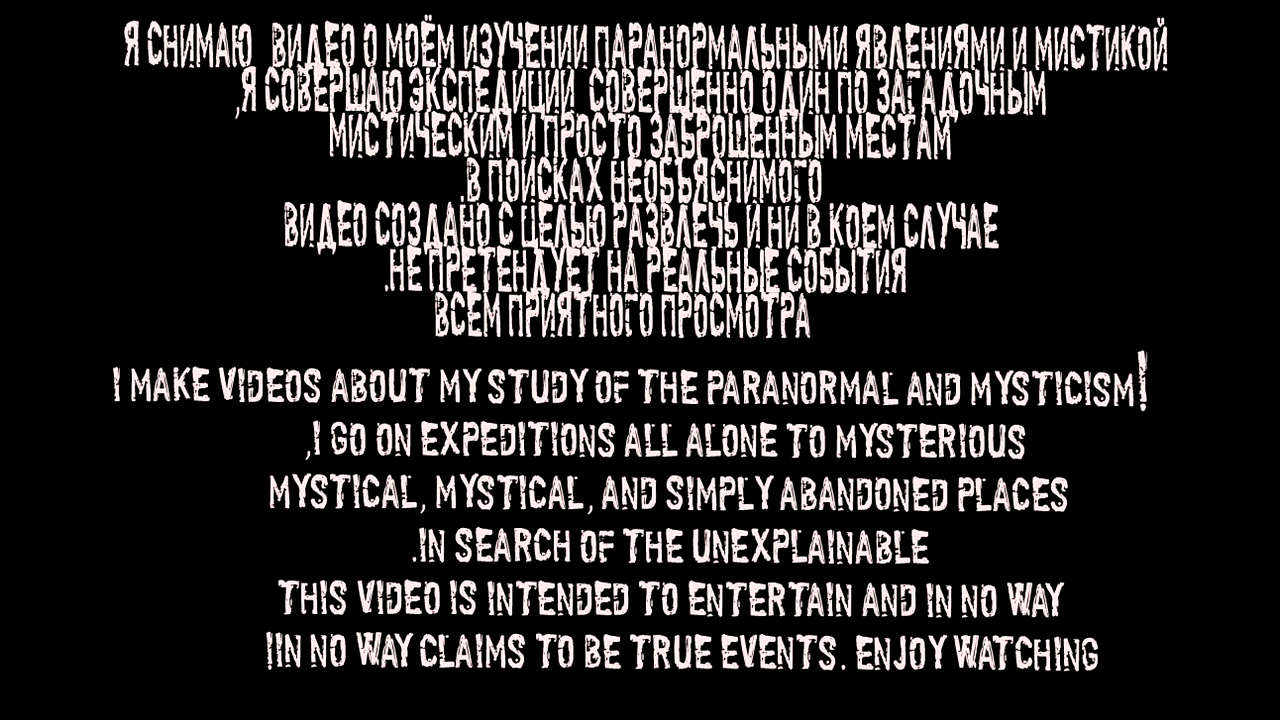 Я СНИМАЮ ВИДЕО О МОЁМ ИЗУЧЕНИИ ПАРАНОРМАЛЬНЫМИ ЯВЛЕНИЯМИ И МИСТИКОЙ
,Я СОВЕРШАЮ ЭКСПЕДИЦИИ СОВЕРШЕННО ОДИН ПО ЗАГАДОЧНЫМ
МИСТИЧЕСКИМ И ПРОСТО ЗАБРОШЕННЫМ МЕСТАМ
.В ПОИСКАХ НЕОБЪЯСНИМОГО
ВИДЕО СОЗДАНО С ЦЕЛЬЮ РАЗВЛЕЧЬ И НИ В КОЕМ СЛУЧАЕ
.НЕ ПРЕТЕНДУЕТ НА РЕАЛЬНЫЕ СОБЫТИЯ
ВСЕМ ПРИЯТНОГО ПРОСМОТРА
I MAKE VIDEOS ABOUT MY STUDY OF THE PARANORMAL AND MYSTICISM!
,I GO ON EXPEDITIONS ALL ALONE TO MYSTERIOUS
MYSTICAL, MYSTICAL, AND SIMPLY ABANDONED PLACES
.IN SEARCH OF THE UNEXPLAINABLE
THIS VIDEO IS INTENDED TO ENTERTAIN AND IN NO WAY
!IN NO WAY CLAIMS TO BE TRUE EVENTS. ENJOY WATCHING